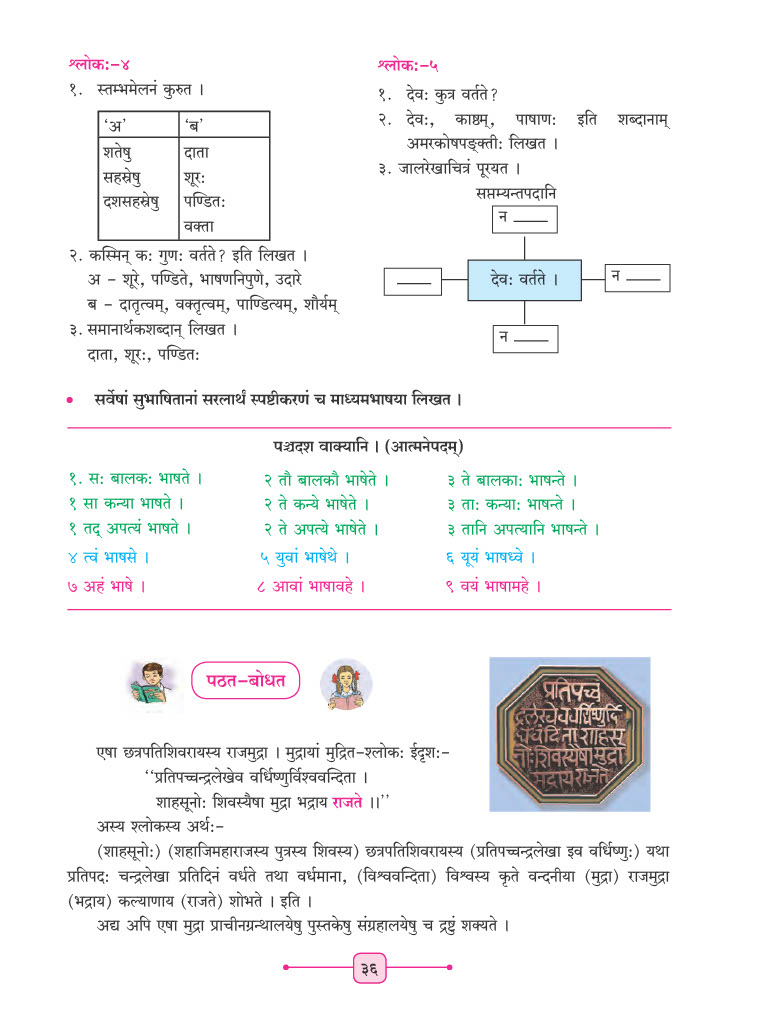 श्लोक:-४
१. स्तम्भमेलनं कुरुत ।
'अ' 'ब'
शतेषु दाता
सहस्रेषु शूर:
दशसहस्रेषु पण्डित:
वक्ता
२. कस्मिन् क: गुण: वर्तते? इति लिखत ।
अ - शूरे, पण्डिते, भाषणनिपुणे, उदारे
ब - दातृत्वम्, वक्तृत्वम्, पाण्डित्यम्, शौर्यम्
३. समानार्थकशब्दान् लिखत ।
दाता, शूर:, पण्डित:
श्लोक:-५
१. देव: कुत्र वर्तते?
२. देव:, काष्ठम्, पाषाण: इति शब्दानाम्
अमरकोषपङ्क्ती: लिखत ।
३. जालरेखाचित्रं पूरयत ।
सप्तम्यन्तपदानि
न ____
____ देव: वर्तते । न ____
न ____
• सर्वेषां सुभाषितानां सरलार्थं स्पष्टीकरणं च माध्यमभाषया लिखत ।
पञ्चदश वाक्यानि । (आत्मनेपदम्)
१. स: बालक: भाषते । २ तौ बालकौ भाषेते । ३ ते बालका: भाषन्ते ।
१ सा कन्या भाषते । २ ते कन्ये भाषेते । ३ ता: कन्या: भाषन्ते ।
१ तद् अपत्यं भाषते । २ ते अपत्ये भाषेते । ३ तानि अपत्यानि भाषन्ते ।
४ त्वं भाषसे । ५ युवां भाषेथे । ६ यूयं भाषध्वे ।
७ अहं भाषे । ८ आवां भाषावहे । ९ वयं भाषामहे ।
पठत-बोधत
प्रतिपच्चं
द्रलेखेव वर्धिष्णुर्वि
श्ववंदिता शाहसू
नोः शिवस्यैषा मुद्रा
भद्राय राजते
एषा छत्रपतिशिवरायस्य राजमुद्रा । मुद्रायां मुद्रित-श्लोक: ईदृश:-
"प्रतिपच्चन्द्रलेखेव वर्धिष्णुर्विश्ववन्दिता ।
शाहसूनो: शिवस्यैषा मुद्रा भद्राय राजते ।।"
अस्य श्लोकस्य अर्थ:-
(शाहसूनो:) (शहाजिमहाराजस्य पुत्रस्य शिवस्य) छत्रपतिशिवरायस्य (प्रतिपच्चन्द्रलेखा इव वर्धिष्णु:) यथा
प्रतिपद: चन्द्रलेखा प्रतिदिनं वर्धते तथा वर्धमाना, (विश्ववन्दिता) विश्वस्य कृते वन्दनीया (मुद्रा) राजमुद्रा
(भद्राय) कल्याणाय (राजते) शोभते । इति ।
अद्य अपि एषा मुद्रा प्राचीनग्रन्थालयेषु पुस्तकेषु संग्रहालयेषु च द्रष्टुं शक्यते ।
३६